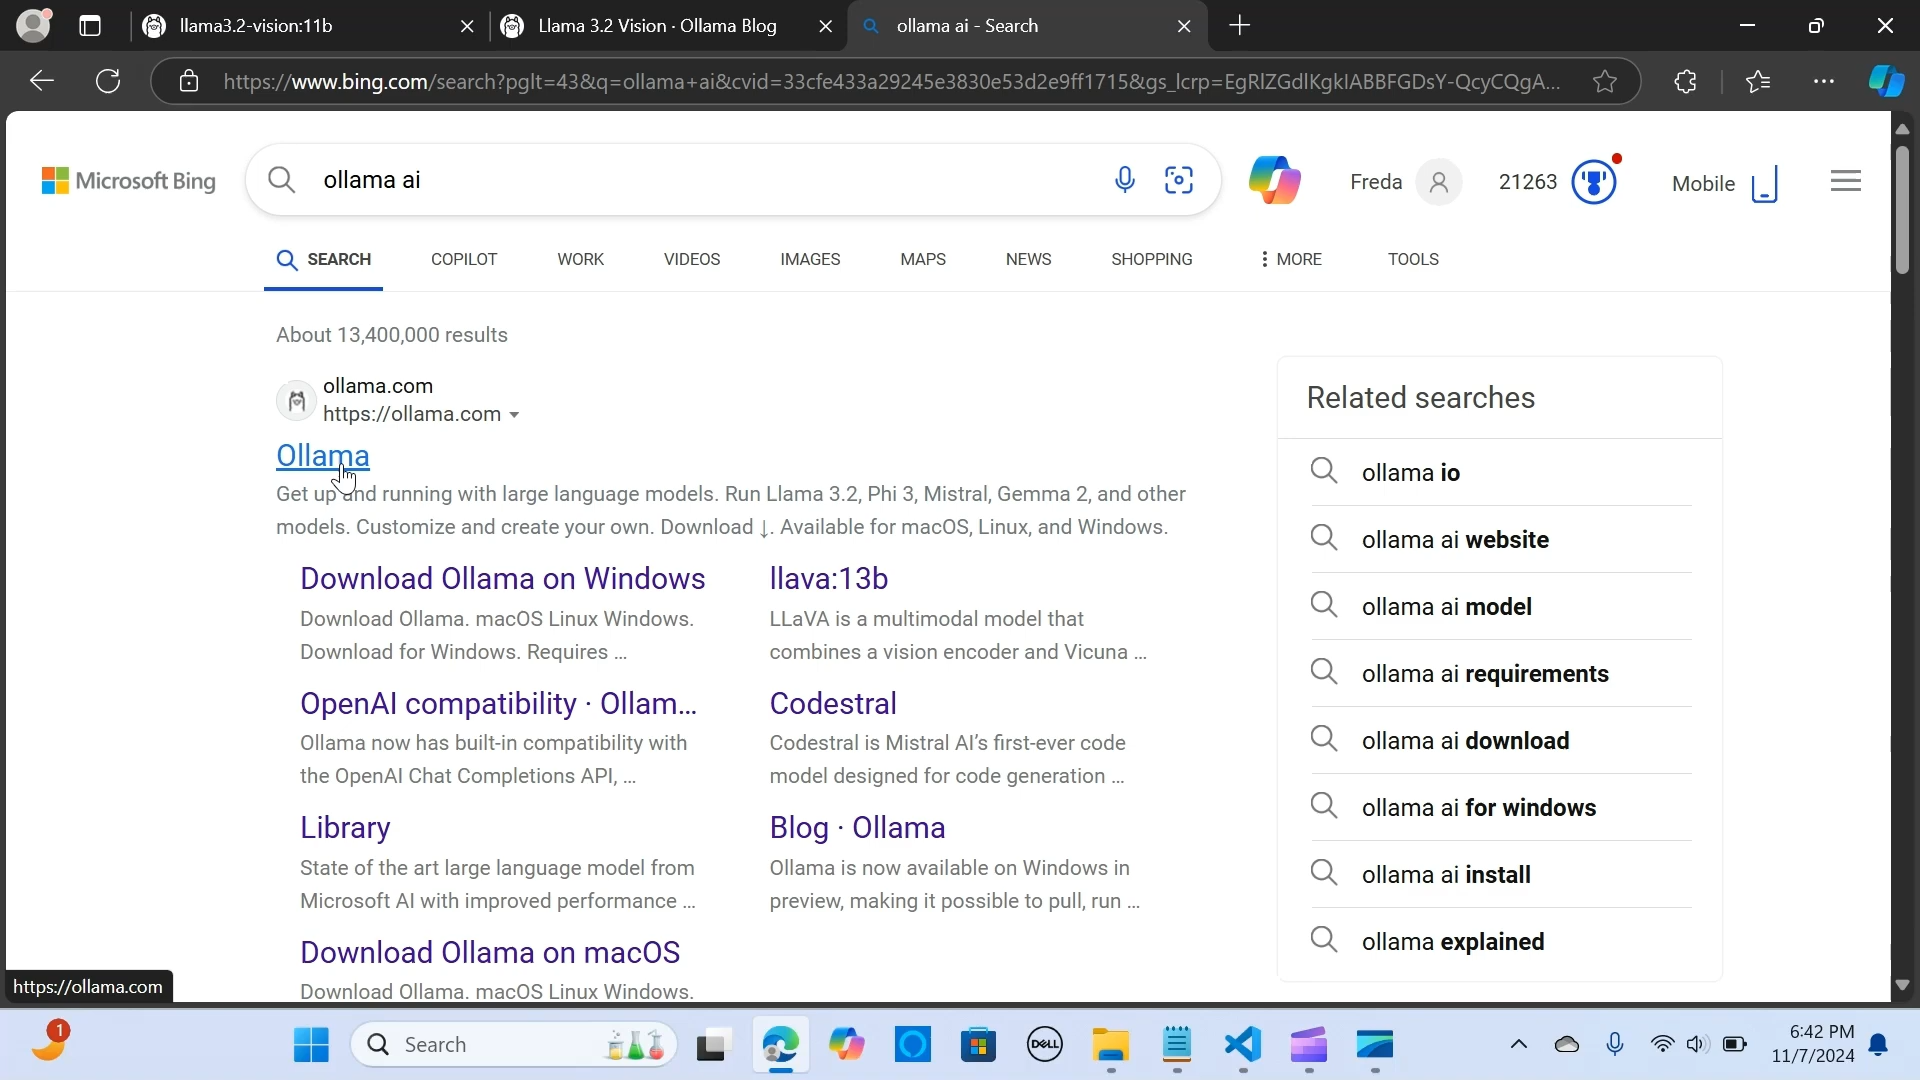 llama3.2-vision:11b
Llama 3.2 Vision · Ollama Blog
ollama ai - Search
https://www.bing.com/search?pglt=43&q=ollama+ai&cvid=33cfe433a29245e3830e53d2e9ff1715&gs_lcrp=EgRlZGdlKgkIABBFGDsY-QcyCQgA...
Microsoft Bing
ollama ai
Freda
21263
Mobile
SEARCH
COPILOT
WORK
VIDEOS
IMAGES
MAPS
NEWS
SHOPPING
MORE
TOOLS
About 13,400,000 results
ollama.com
https://ollama.com
Ollama
Get up and running with large language models. Run Llama 3.2, Phi 3, Mistral, Gemma 2, and other
models. Customize and create your own. Download ↓. Available for macOS, Linux, and Windows.
Download Ollama on Windows
Download Ollama. macOS Linux Windows.
Download for Windows. Requires ...
llava:13b
LLaVA is a multimodal model that
combines a vision encoder and Vicuna ...
OpenAI compatibility · Ollam...
Ollama now has built-in compatibility with
the OpenAI Chat Completions API, ...
Codestral
Codestral is Mistral AI’s first-ever code
model designed for code generation ...
Library
State of the art large language model from
Microsoft AI with improved performance ...
Blog · Ollama
Ollama is now available on Windows in
preview, making it possible to pull, run ...
Download Ollama on macOS
Download Ollama. macOS Linux Windows.
Related searches
ollama io
ollama ai website
ollama ai model
ollama ai requirements
ollama ai download
ollama ai for windows
ollama ai install
ollama explained
https://ollama.com
1
Search
DELL
6:42 PM
11/7/2024